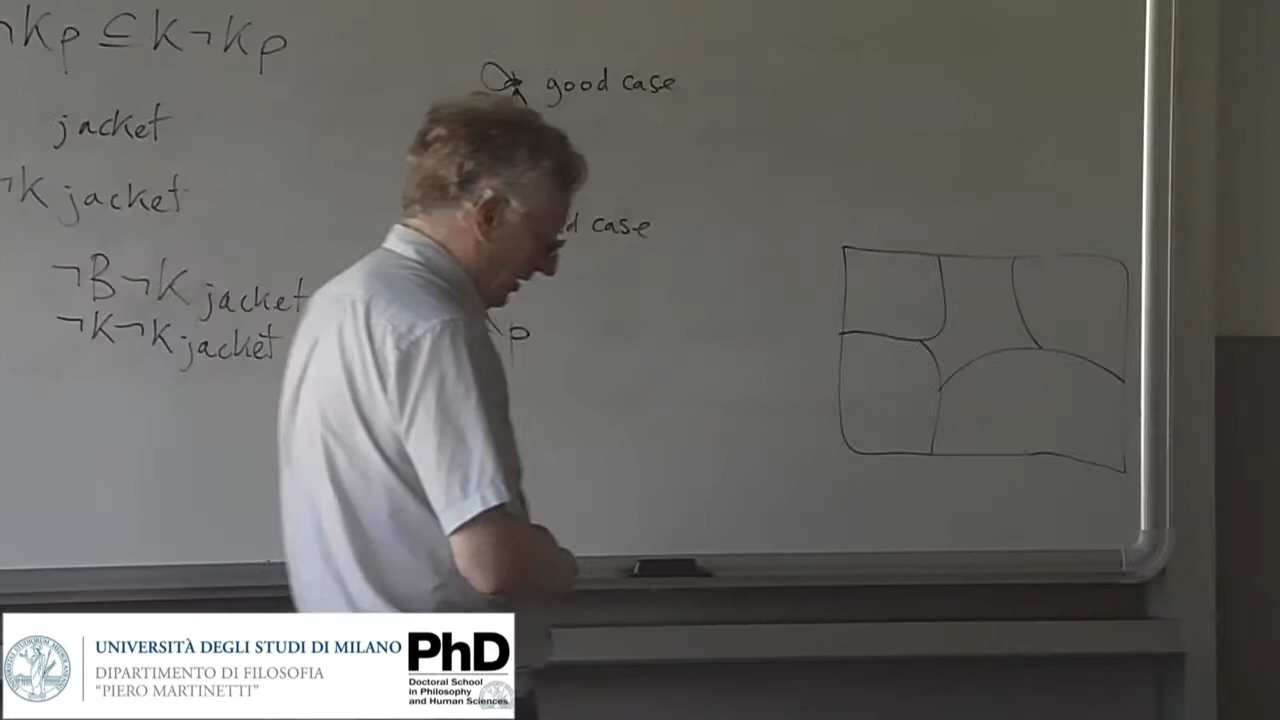 ¬Kp ⊆ K¬Kp
jacket
¬K jacket
¬B¬K jacket
¬K¬K jacket
good case
case
p
UNIVERSITÀ DEGLI STUDI DI MILANO
DIPARTIMENTO DI FILOSOFIA
“PIERO MARTINETTI”
PhD
Doctoral School
in Philosophy
and Human Sciences